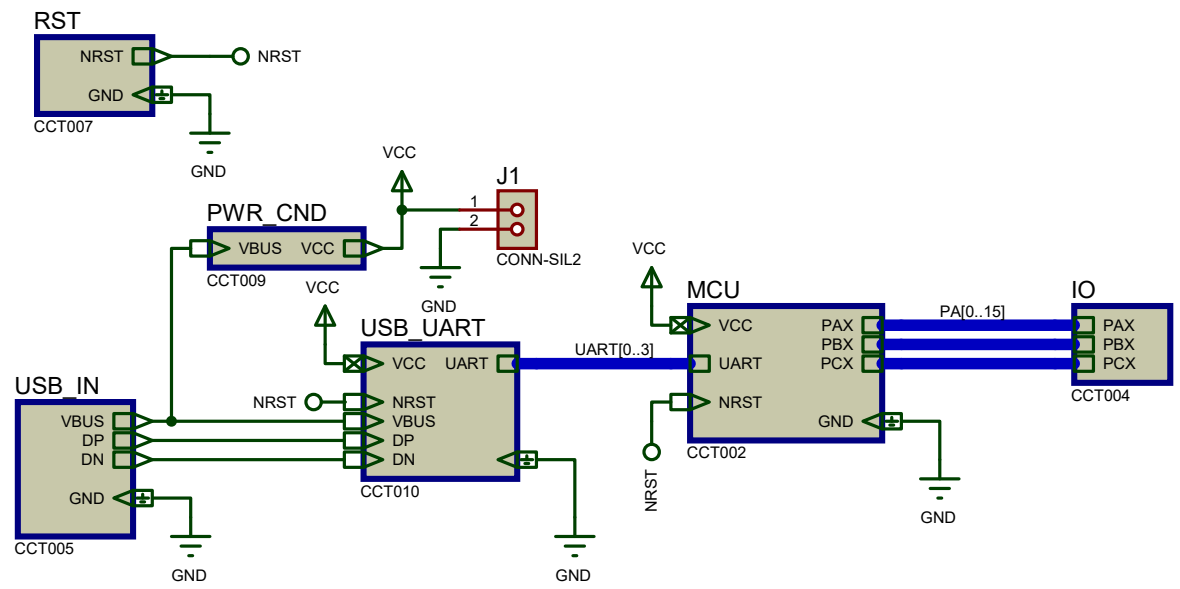 RST
NRST
NRST
GND
CCT007
GND
VCC
J1
1
2
PWR_CND
VBUS VCC
CCT009
CONN-SIL2
GND
VCC
USB_UART
VCC UART
NRST
NRST
VBUS
DP
DN
CCT010
GND
USB_IN
VBUS
DP
DN
GND
CCT005
GND
UART[0..3]
VCC
MCU
VCC PAX
PBX
UART PCX
NRST
GND
CCT002
NRST
GND
PA[0..15]
IO
PAX
PBX
PCX
CCT004